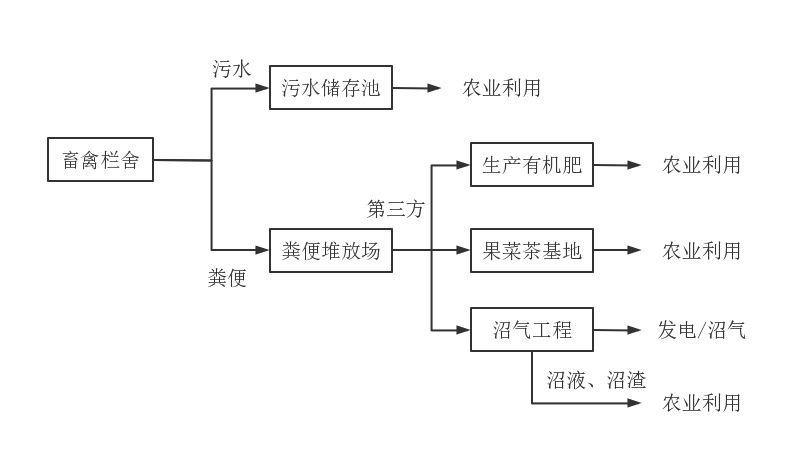 污水
污水储存池
农业利用
畜禽栏舍
生产有机肥
农业利用
第三方
粪便堆放场
果菜茶基地
农业利用
粪便
沼气工程
发电/沼气
沼液、沼渣
农业利用